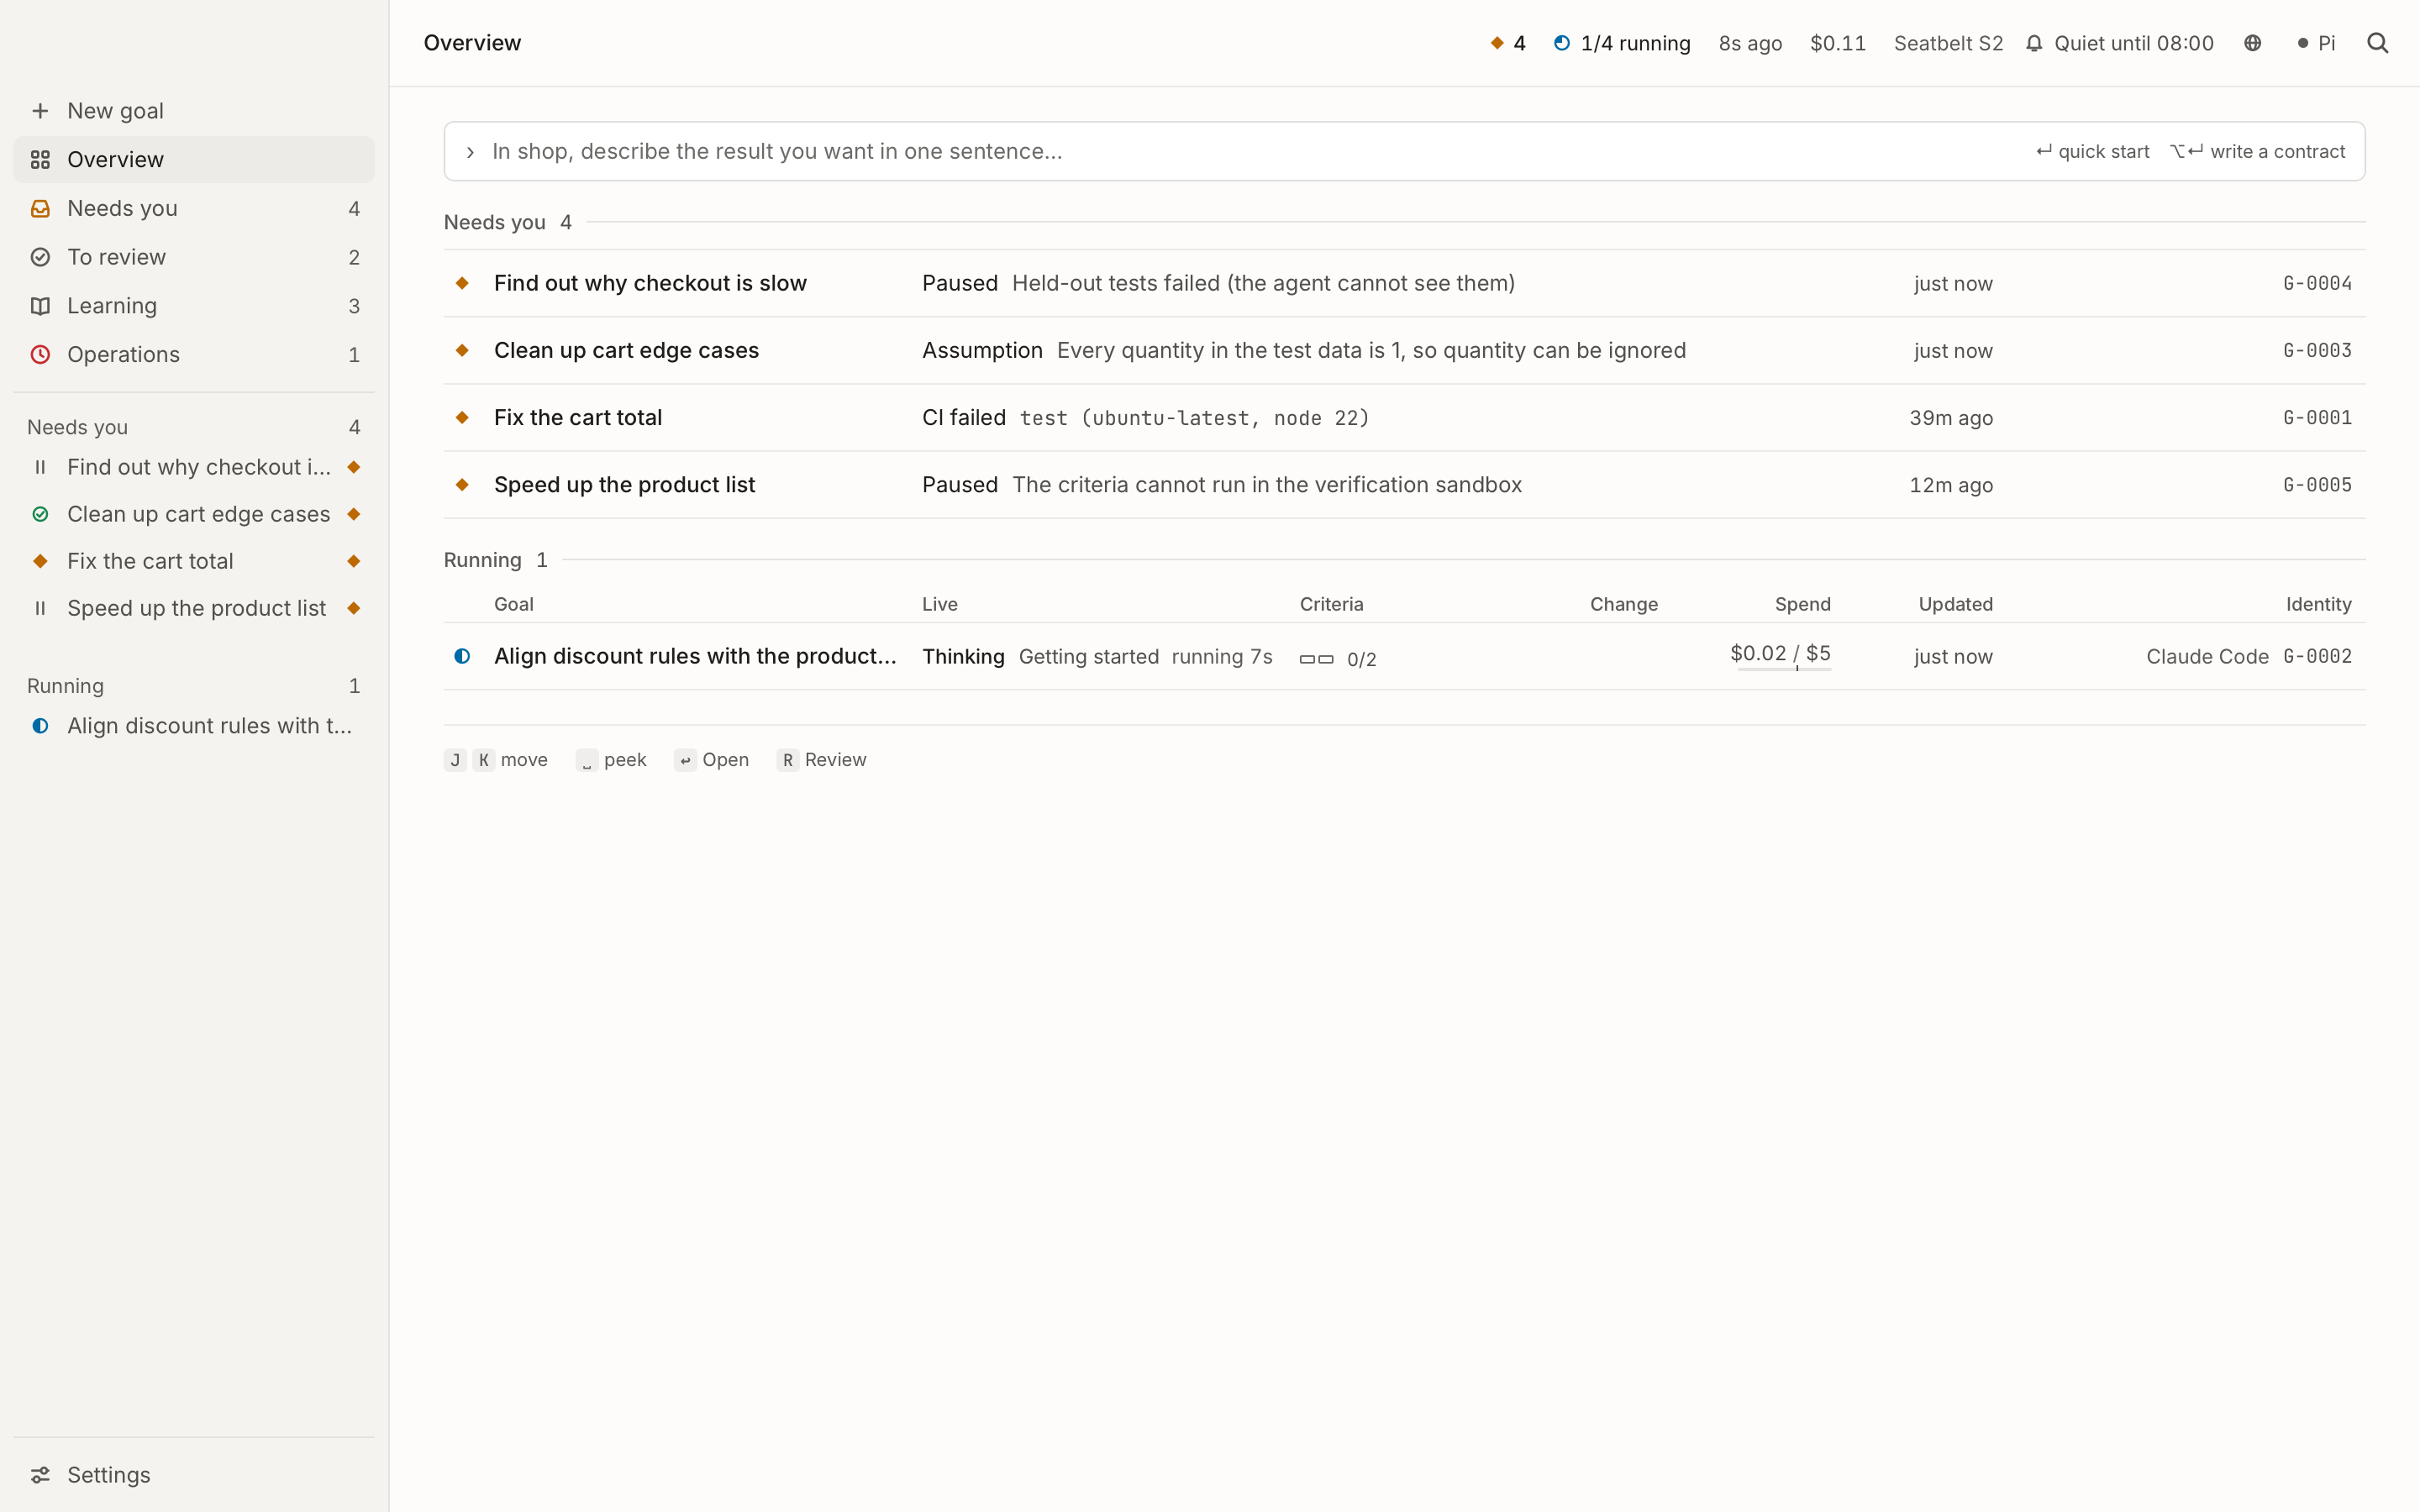 New goal
Overview
Needs you 4
To review 2
Learning 3
Operations 1
Needs you 4
Find out why checkout i...
Clean up cart edge cases
Fix the cart total
Speed up the product list
Running 1
Align discount rules with t...
Settings
Overview
4 1/4 running 8s ago $0.11 Seatbelt S2 Quiet until 08:00 Pi
› In shop, describe the result you want in one sentence... ↵ quick start ⌥↵ write a contract
Needs you 4
Find out why checkout is slow Paused Held-out tests failed (the agent cannot see them) just now G-0004
Clean up cart edge cases Assumption Every quantity in the test data is 1, so quantity can be ignored just now G-0003
Fix the cart total CI failed test (ubuntu-latest, node 22) 39m ago G-0001
Speed up the product list Paused The criteria cannot run in the verification sandbox 12m ago G-0005
Running 1
Goal Live Criteria Change Spend Updated Identity
Align discount rules with the product... Thinking Getting started running 7s 0/2 $0.02 / $5 just now Claude Code G-0002
J K move ⎵ peek ↩ Open R Review